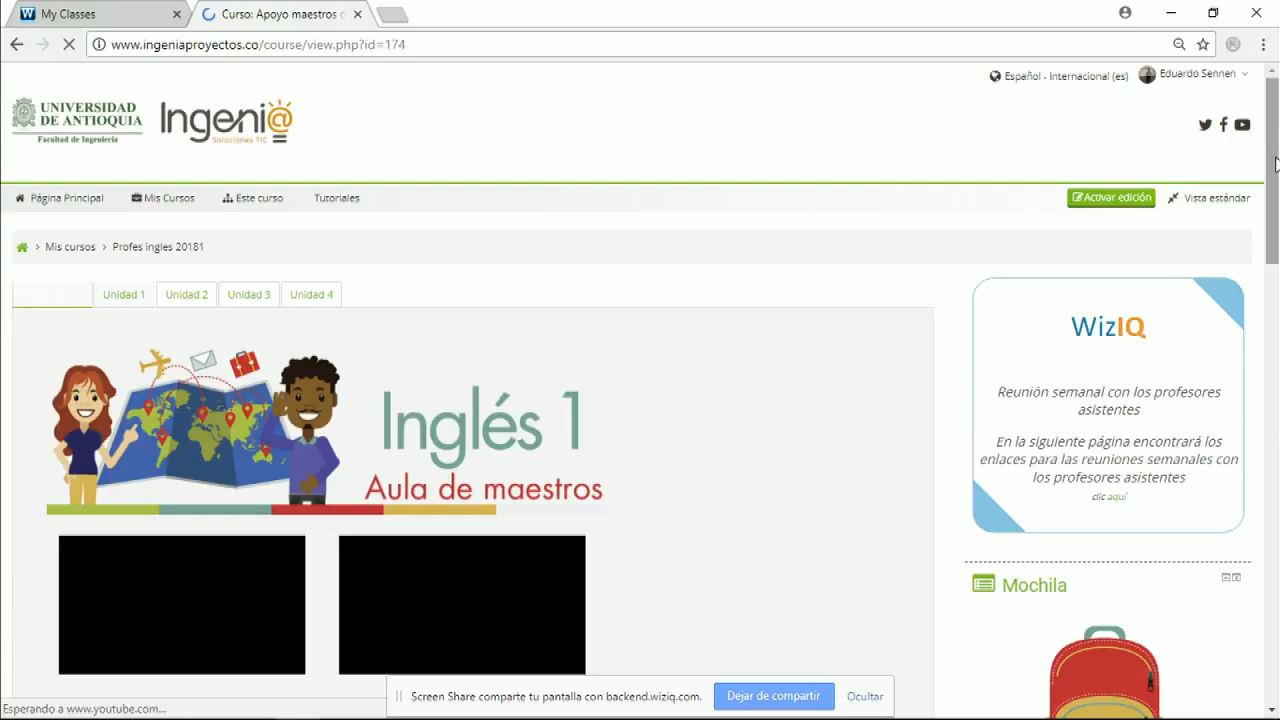 My Classes
Curso: Apoyo maestros
www.ingeniaproyectos.co/course/view.php?id=174
Español - Internacional (es)
Eduardo Sennen
UNIVERSIDAD
DE ANTIOQUIA
Facultad de Ingeniería
Ingeni@
Soluciones TIC
Página Principal
Mis Cursos
Este curso
Tutoriales
Activar edición
Vista estándar
Mis cursos
Profes ingles 20181
Unidad 1
Unidad 2
Unidad 3
Unidad 4
Inglés 1
Aula de maestros
WizIQ
Reunión semanal con los profesores
asistentes
En la siguiente página encontrará los
enlaces para las reuniones semanales con
los profesores asistentes
clic aquí
Mochila
Screen Share comparte tu pantalla con backend.wiziq.com.
Dejar de compartir
Ocultar
Esperando a www.youtube.com...